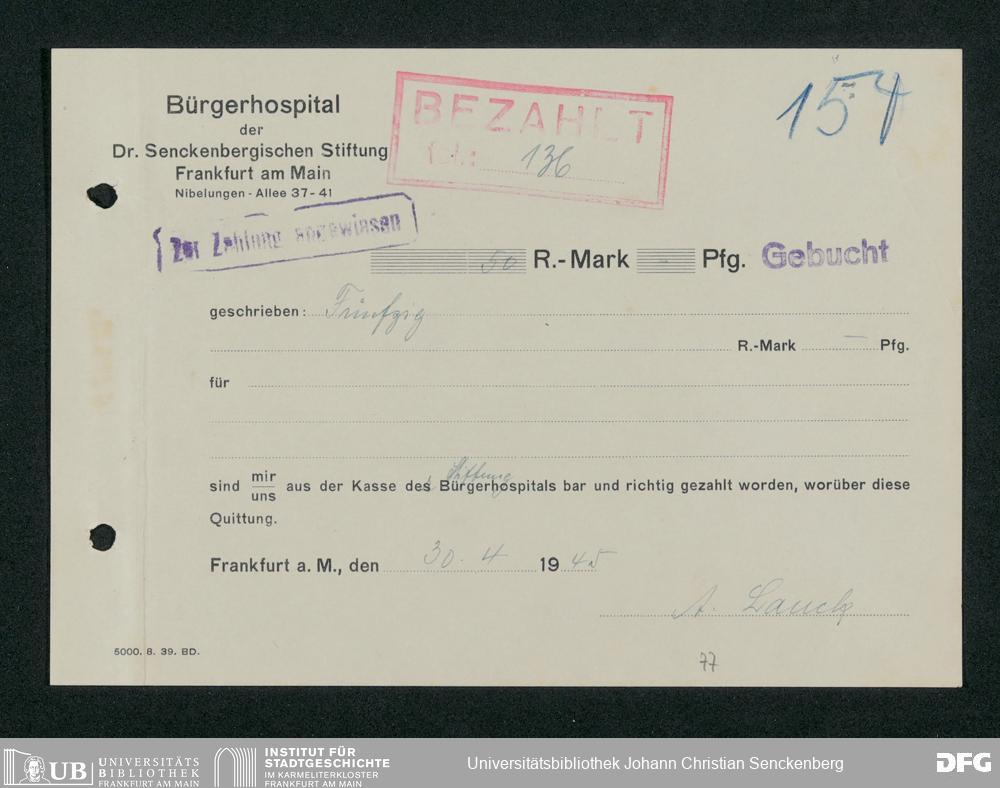 Bürgerhospital
der
Dr. Senckenbergischen Stiftung
Frankfurt am Main
Nibelungen - Allee 37-41
BEZAHLT
136
154
Zur Zahlung angewiesen
50 R.-Mark — Pfg. Gebucht
geschrieben: Fünfzig
R.-Mark — Pfg.
für
Stiftung
sind mir/uns aus der Kasse des Bürgerhospitals bar und richtig gezahlt worden, worüber diese
Quittung.
Frankfurt a. M., den 30. 4 1945
A. Lauck
5000. 8. 39. BD.
77
UB UNIVERSITÄTS
BIBLIOTHEK
FRANKFURT AM MAIN
INSTITUT FÜR
STADTGESCHICHTE
IM KARMELITERKLOSTER
FRANKFURT AM MAIN
Universitätsbibliothek Johann Christian Senckenberg
DFG